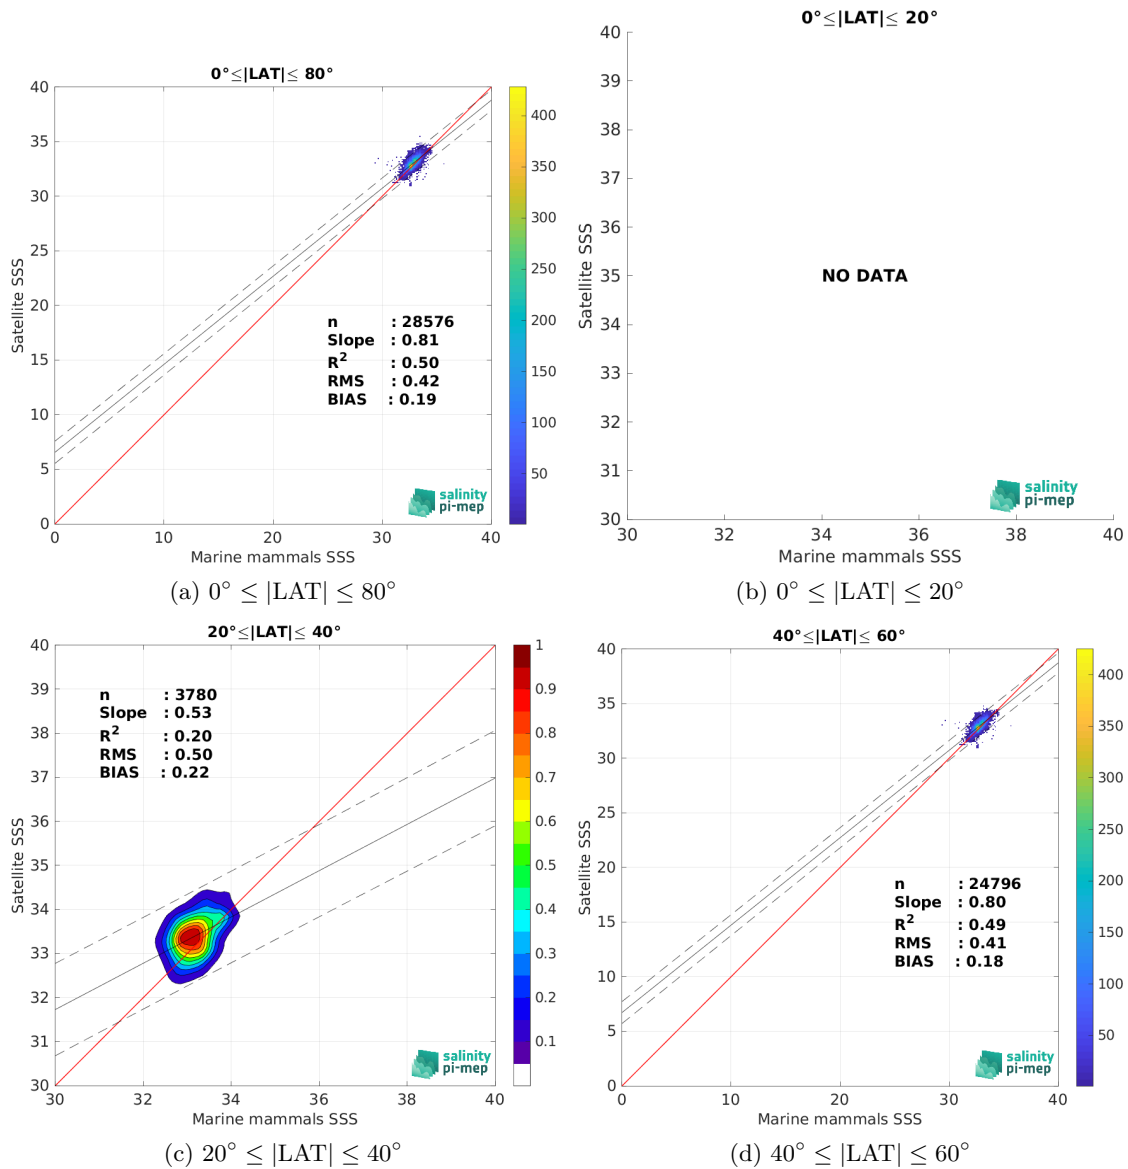 0°≤|LAT|≤ 80°
40
35
30
25
20
15
10
5
0
Satellite SSS
n : 28576
Slope : 0.81
R² : 0.50
RMS : 0.42
BIAS : 0.19
salinity
pi-mep
0 10 20 30 40
Marine mammals SSS
400
350
300
250
200
150
100
50
(a) 0° ≤ |LAT| ≤ 80°
0°≤|LAT|≤ 20°
40
39
38
37
36
35
34
33
32
31
30
Satellite SSS
NO DATA
salinity
pi-mep
30 32 34 36 38 40
Marine mammals SSS
(b) 0° ≤ |LAT| ≤ 20°
20°≤|LAT|≤ 40°
40
39
38
37
36
35
34
33
32
31
30
Satellite SSS
n : 3780
Slope : 0.53
R² : 0.20
RMS : 0.50
BIAS : 0.22
salinity
pi-mep
30 32 34 36 38 40
Marine mammals SSS
1
0.9
0.8
0.7
0.6
0.5
0.4
0.3
0.2
0.1
(c) 20° ≤ |LAT| ≤ 40°
40°≤|LAT|≤ 60°
40
35
30
25
20
15
10
5
0
Satellite SSS
n : 24796
Slope : 0.80
R² : 0.49
RMS : 0.41
BIAS : 0.18
salinity
pi-mep
0 10 20 30 40
Marine mammals SSS
400
350
300
250
200
150
100
50
(d) 40° ≤ |LAT| ≤ 60°